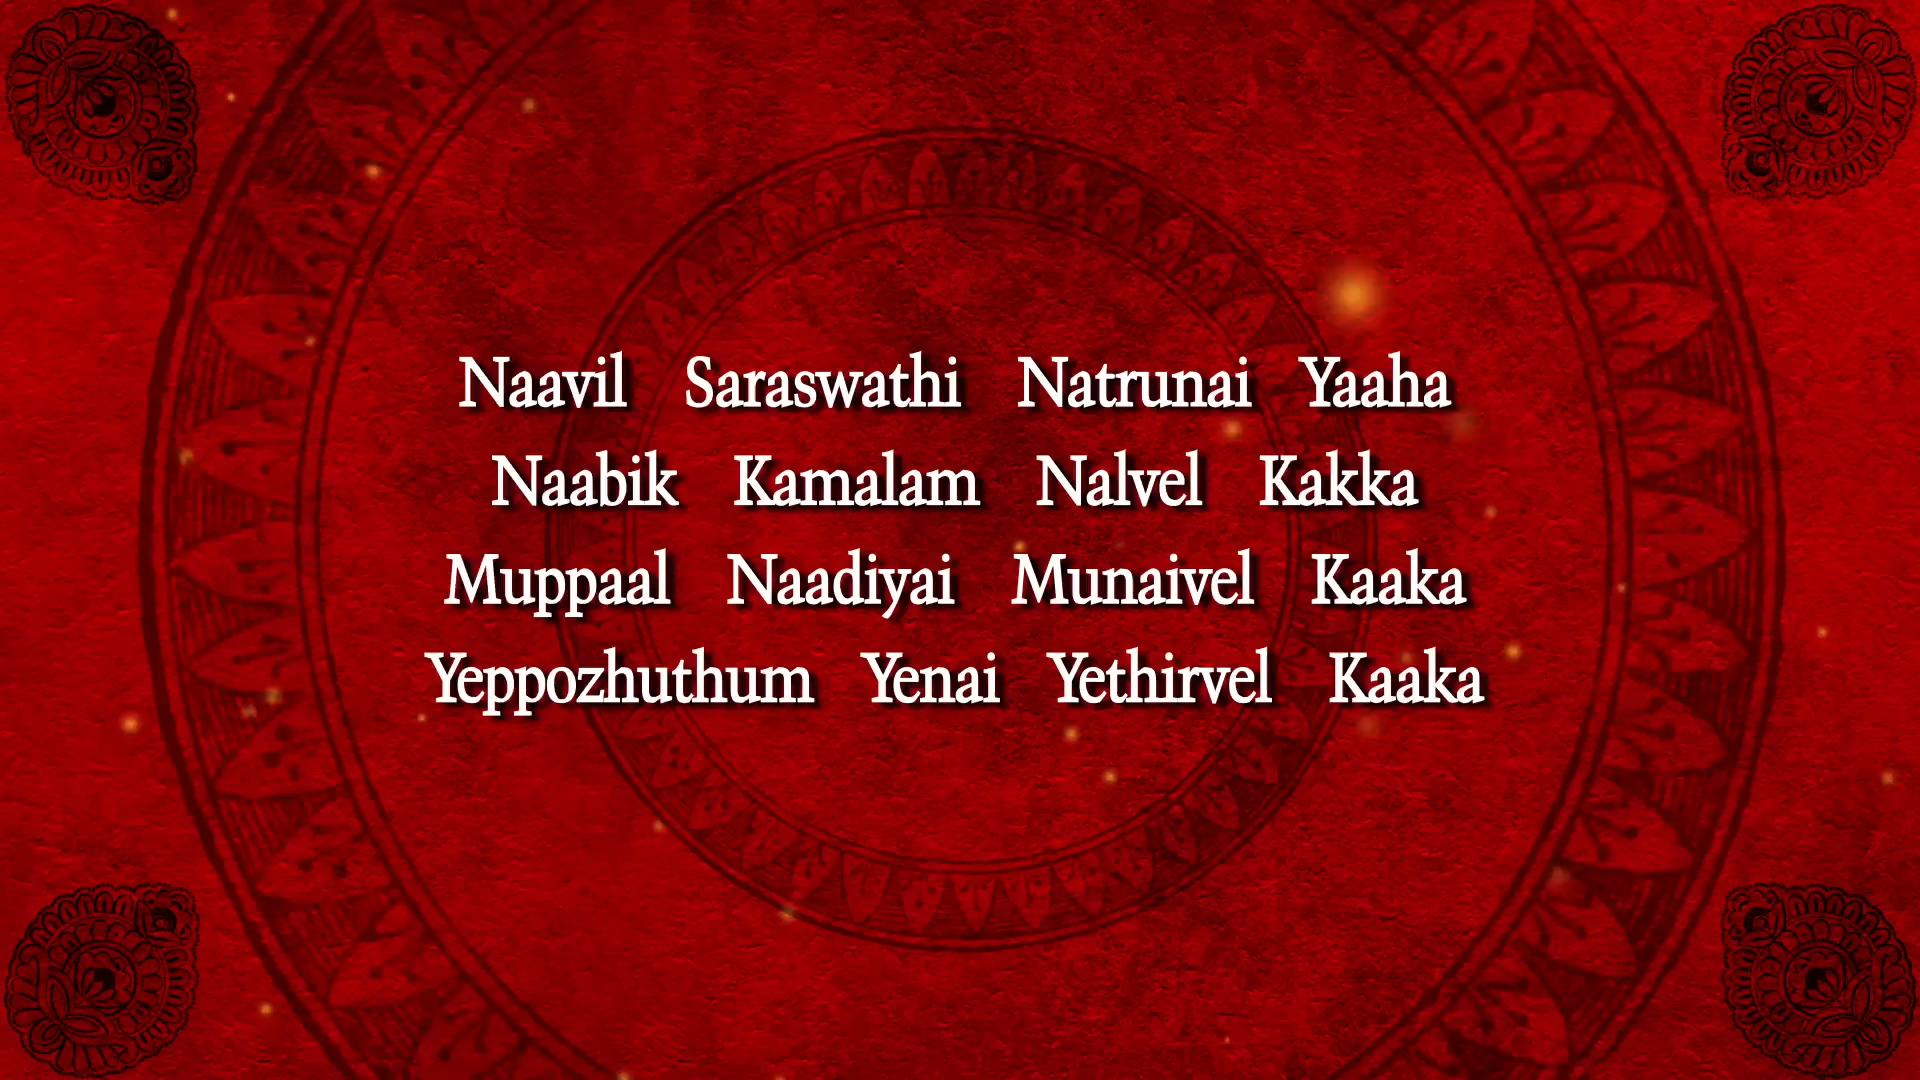 Naavil Saraswathi Natrunai Yaaha
Naabik Kamalam Nalvel Kakka
Muppaal Naadiyai Munaivel Kaaka
Yeppozhuthum Yenai Yethirvel Kaaka